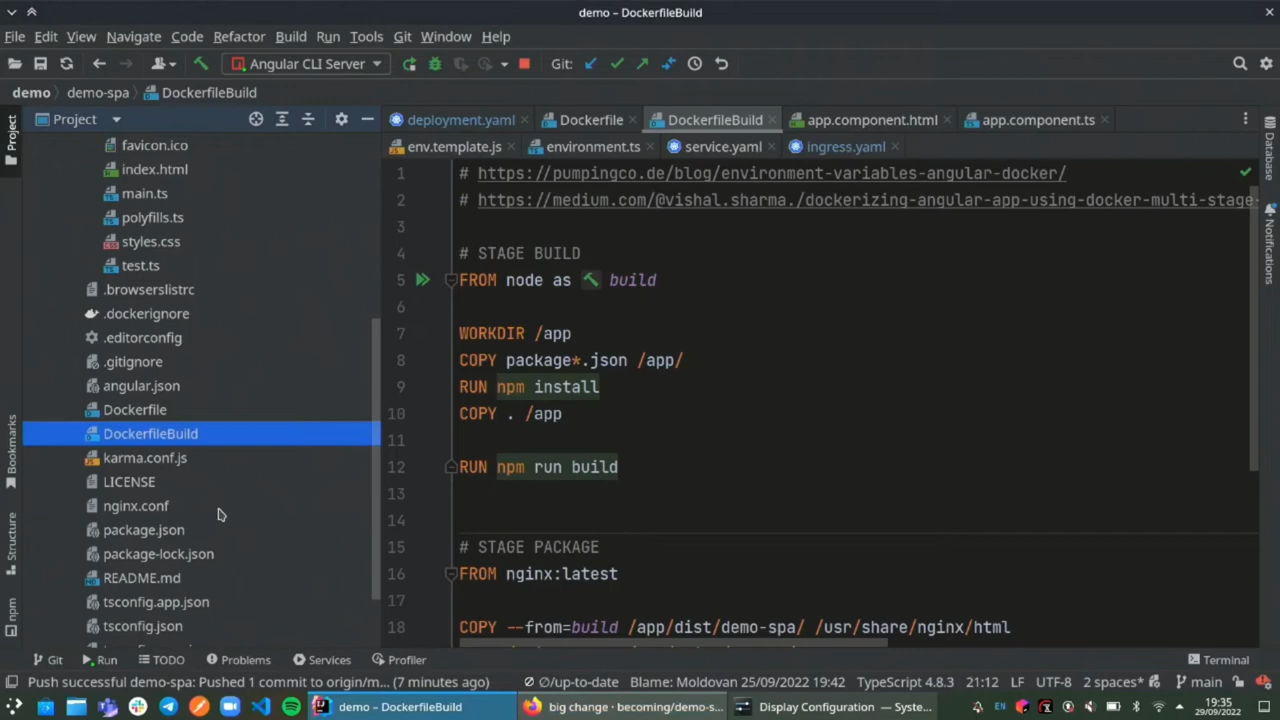 demo – DockerfileBuild
File Edit View Navigate Code Refactor Build Run Tools Git Window Help
Angular CLI Server
Git:
demo demo-spa DockerfileBuild
Project
deployment.yaml Dockerfile DockerfileBuild app.component.html app.component.ts
env.template.js environment.ts service.yaml ingress.yaml
Project
Bookmarks
Structure
npm
favicon.ico
index.html
main.ts
polyfills.ts
styles.css
test.ts
.browserslistrc
.dockerignore
.editorconfig
.gitignore
angular.json
Dockerfile
DockerfileBuild
karma.conf.js
LICENSE
nginx.conf
package.json
package-lock.json
README.md
tsconfig.app.json
tsconfig.json
1 # https://pumpingco.de/blog/environment-variables-angular-docker/
2 # https://medium.com/@vishal.sharma./dockerizing-angular-app-using-docker-multi-stage-
3
4 # STAGE BUILD
5 FROM node as build
6
7 WORKDIR /app
8 COPY package*.json /app/
9 RUN npm install
10 COPY . /app
11
12 RUN npm run build
13
14
15 # STAGE PACKAGE
16 FROM nginx:latest
17
18 COPY --from=build /app/dist/demo-spa/ /usr/share/nginx/html
Database
Notifications
Git Run TODO Problems Services Profiler Terminal
Push successful demo-spa: Pushed 1 commit to origin/m... (7 minutes ago) ∅/up-to-date Blame: Moldovan 25/09/2022 19:42 TypeScript 4.8.3 21:12 LF UTF-8 2 spaces* main
demo – DockerfileBuild big change · becoming/demo-s... Display Configuration — Syste... EN 19:35
29/09/2022